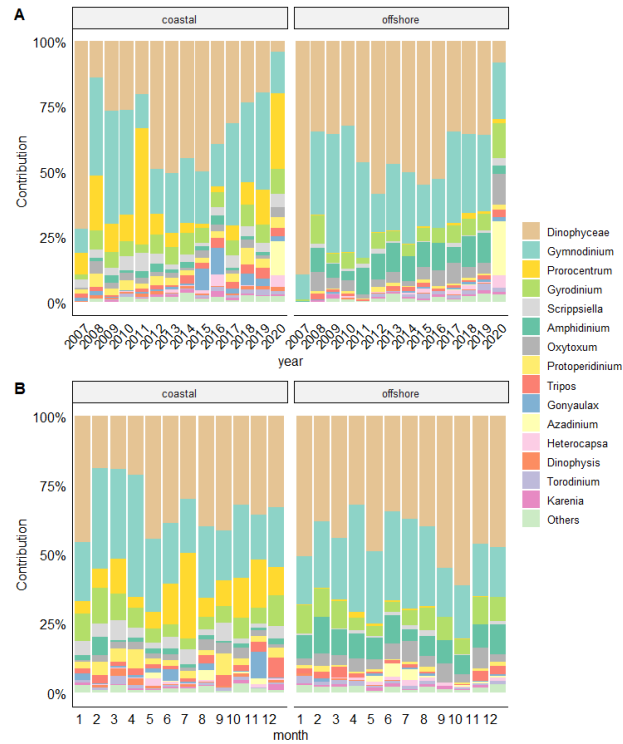 A
coastal
offshore
100%
75%
50%
25%
0%
Contribution
2007 2008 2009 2010 2011 2012 2013 2014 2015 2016 2017 2018 2019 2020
2007 2008 2009 2010 2011 2012 2013 2014 2015 2016 2017 2018 2019 2020
year
B
coastal
offshore
100%
75%
50%
25%
0%
Contribution
1 2 3 4 5 6 7 8 9 10 11 12
1 2 3 4 5 6 7 8 9 10 11 12
month
Dinophyceae
Gymnodinium
Prorocentrum
Gyrodinium
Scrippsiella
Amphidinium
Oxytoxum
Protoperidinium
Tripos
Gonyaulax
Azadinium
Heterocapsa
Dinophysis
Torodinium
Karenia
Others